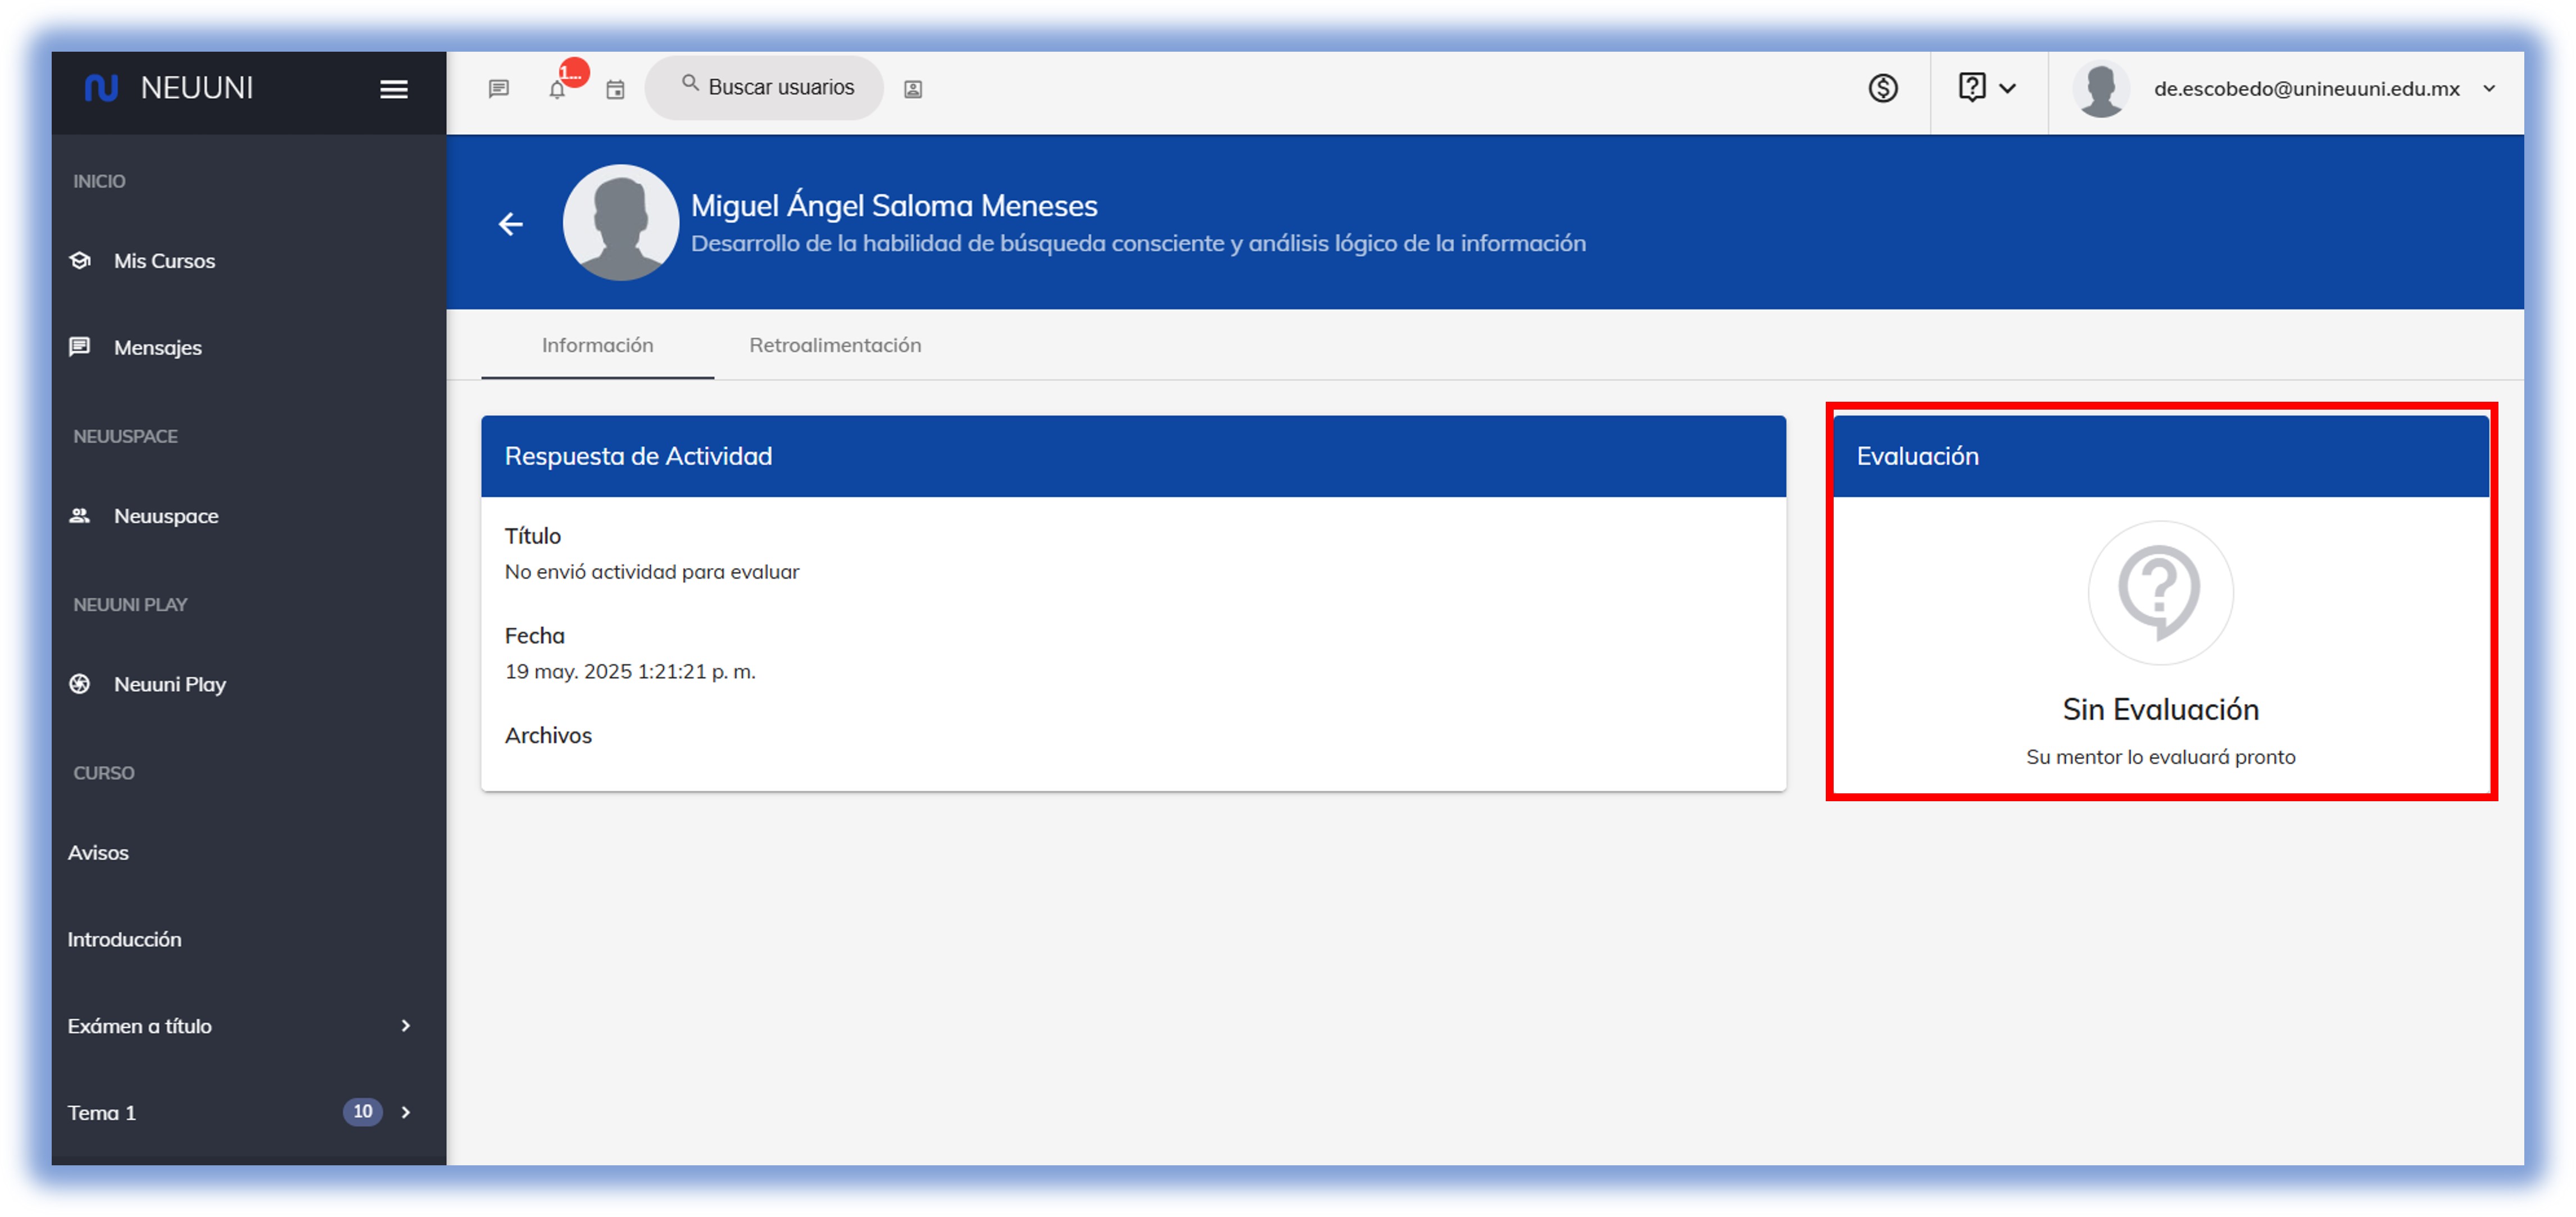 NEUUNI
INICIO
Mis Cursos
Mensajes
NEUUSPACE
Neuuspace
NEUUNI PLAY
Neuuni Play
CURSO
Avisos
Introducción
Exámen a título
Tema 1 10
1...
Buscar usuarios
de.escobedo@unineuuni.edu.mx
Miguel Ángel Saloma Meneses
Desarrollo de la habilidad de búsqueda consciente y análisis lógico de la información
Información Retroalimentación
Respuesta de Actividad
Título
No envió actividad para evaluar
Fecha
19 may. 2025 1:21:21 p. m.
Archivos
Evaluación
Sin Evaluación
Su mentor lo evaluará pronto